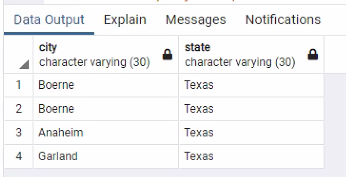 Data Output Explain Messages Notifications
city state
character varying (30) character varying (30)
1 Boerne Texas
2 Boerne Texas
3 Anaheim Texas
4 Garland Texas